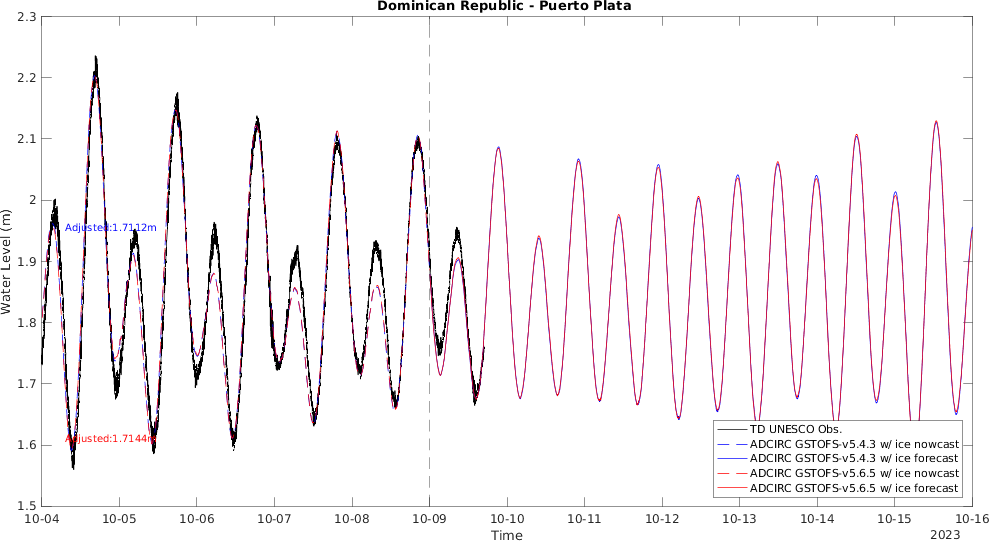 Dominican Republic - Puerto Plata
Water Level (m)
2.3
2.2
2.1
2
1.9
1.8
1.7
1.6
1.5
Adjusted:1.7112m
Adjusted:1.7144m
TD UNESCO Obs.
ADCIRC GSTOFS-v5.4.3 w/ ice nowcast
ADCIRC GSTOFS-v5.4.3 w/ ice forecast
ADCIRC GSTOFS-v5.6.5 w/ ice nowcast
ADCIRC GSTOFS-v5.6.5 w/ ice forecast
10-04 10-05 10-06 10-07 10-08 10-09 10-10 10-11 10-12 10-13 10-14 10-15 10-16
Time
2023